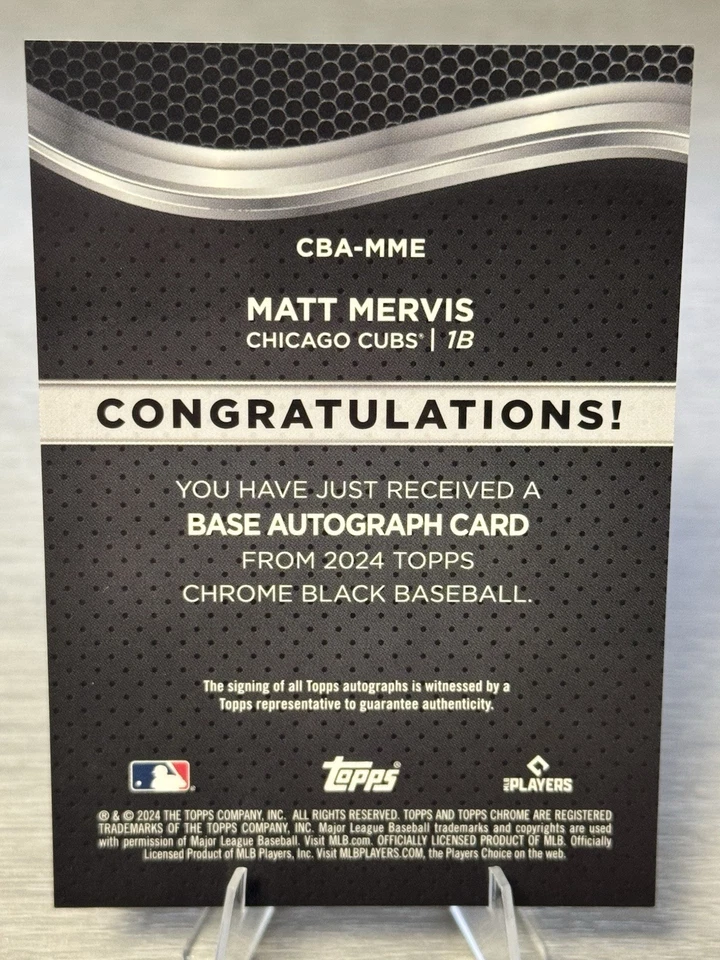 CBA-MME
MATT MERVIS
CHICAGO CUBS® | 1B
CONGRATULATIONS!
YOU HAVE JUST RECEIVED A
BASE AUTOGRAPH CARD
FROM 2024 TOPPS
CHROME BLACK BASEBALL.
The signing of all Topps autographs is witnessed by a
Topps representative to guarantee authenticity.
topps® MLB PLAYERS
® & © 2024 THE TOPPS COMPANY, INC. ALL RIGHTS RESERVED. TOPPS AND TOPPS CHROME ARE REGISTERED
TRADEMARKS OF THE TOPPS COMPANY, INC. Major League Baseball trademarks and copyrights are used
with permission of Major League Baseball. Visit MLB.com. OFFICIALLY LICENSED PRODUCT OF MLB. Officially
Licensed Product of MLB Players, Inc. Visit MLBPLAYERS.COM, the Players Choice on the web.